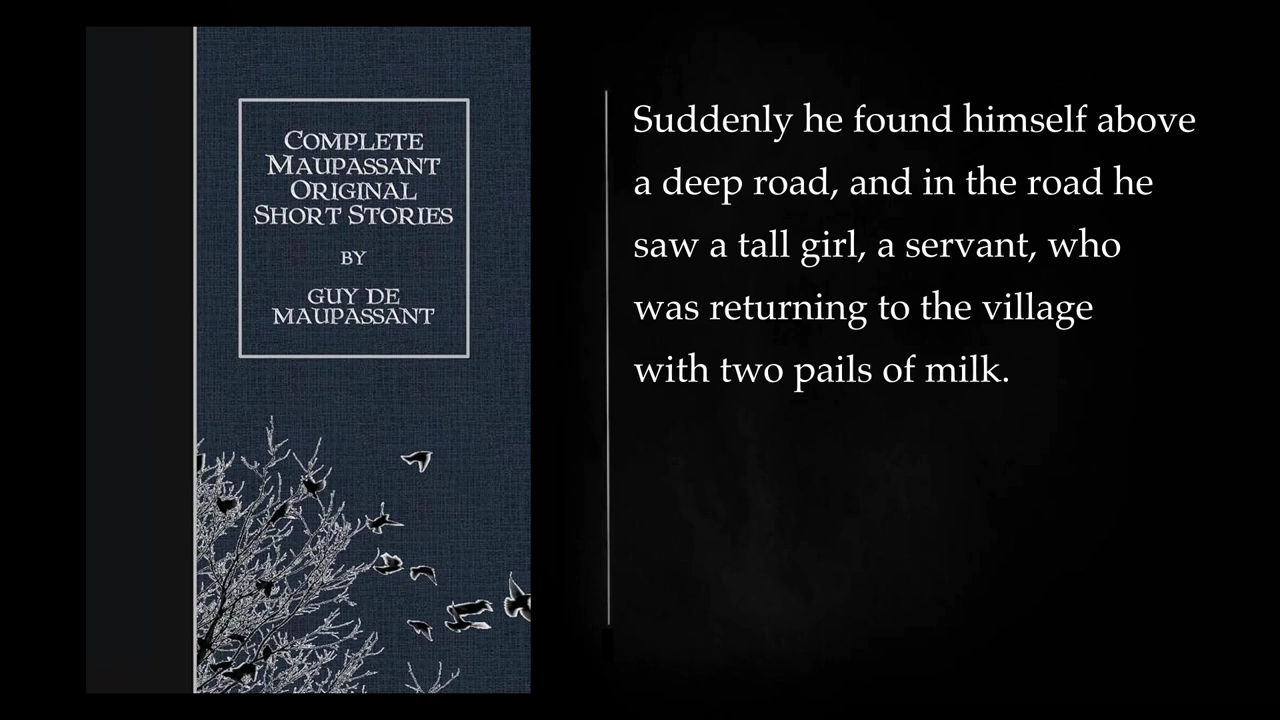 COMPLETE
MAUPASSANT
ORIGINAL
SHORT STORIES
BY
GUY DE
MAUPASSANT
Suddenly he found himself above
a deep road, and in the road he
saw a tall girl, a servant, who
was returning to the village
with two pails of milk.